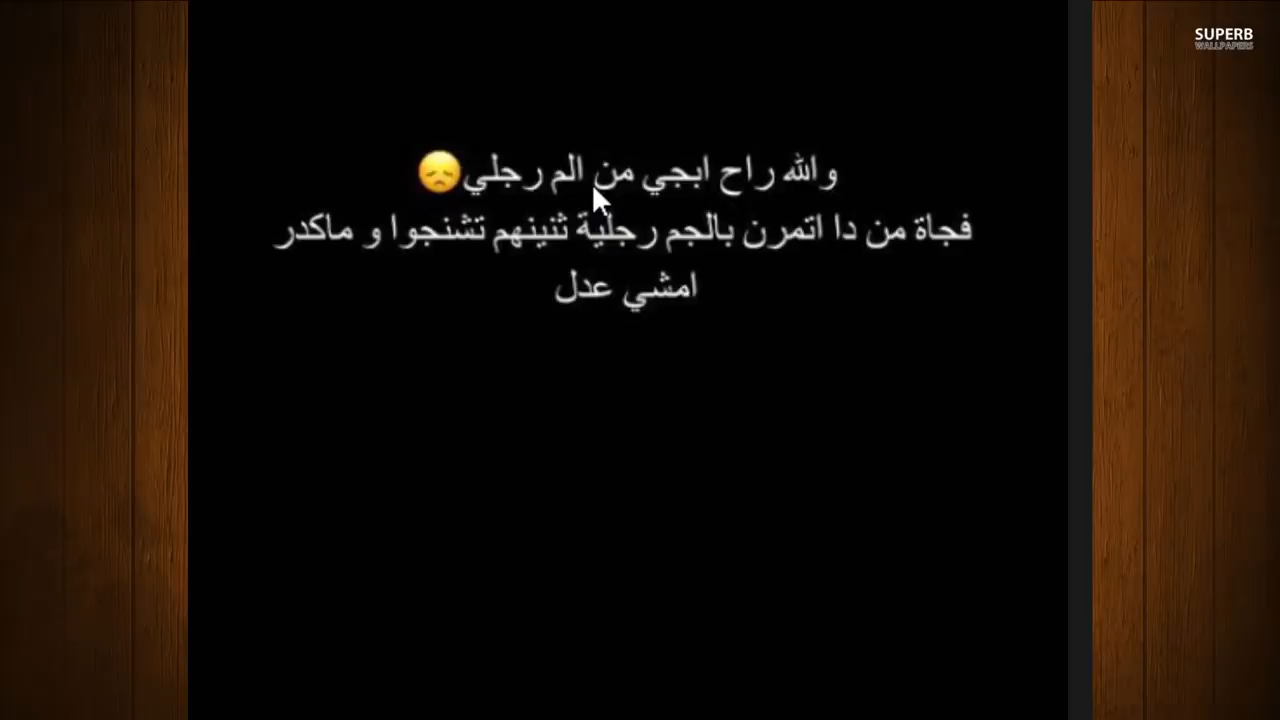 SUPERB
WALLPAPERS
والله راح ابجي من الم رجلي😞
فجاة من دا اتمرن بالجم رجلية ثنينهم تشنجوا و ماكدر
امشي عدل